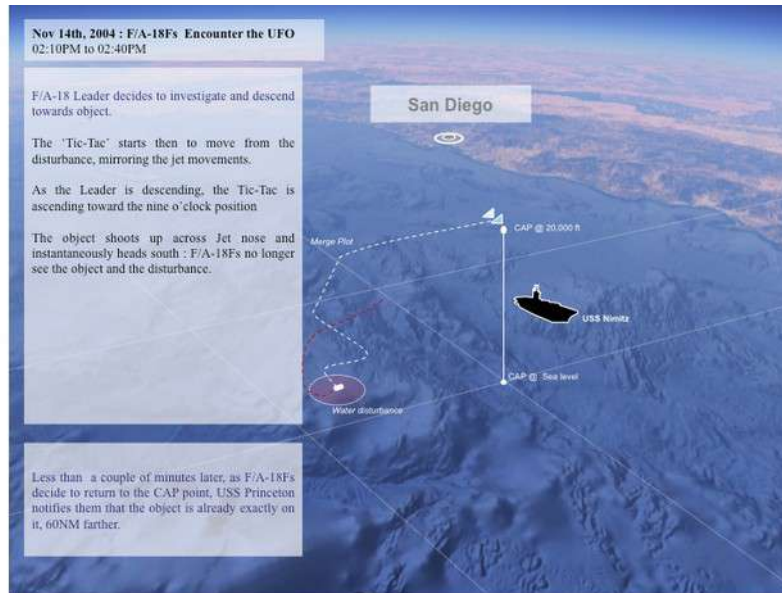 Nov 14th, 2004 : F/A-18Fs Encounter the UFO
02:10PM to 02:40PM
F/A-18 Leader decides to investigate and descend
towards object.
The 'Tic-Tac' starts then to move from the
disturbance, mirroring the jet movements.
As the Leader is descending, the Tic-Tac is
ascending toward the nine o'clock position
The object shoots up across Jet nose and
instantaneously heads south : F/A-18Fs no longer
see the object and the disturbance.
Less than a couple of minutes later, as F/A-18Fs
decide to return to the CAP point, USS Princeton
notifies them that the object is already exactly on
it, 60NM farther.
San Diego
CAP @ 20,000 ft
Merge Plot
USS Nimitz
CAP @ Sea level
Water disturbance